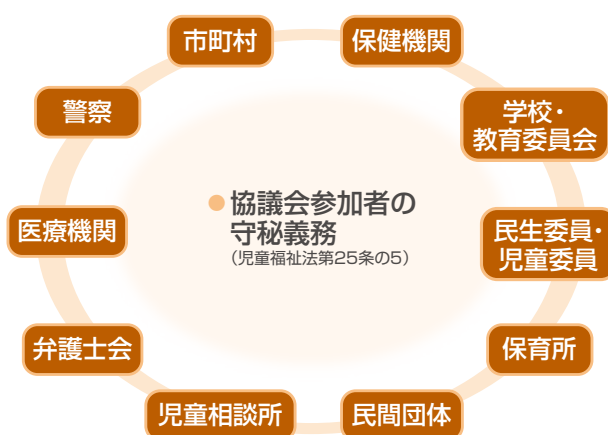 市町村
保健機関
警察
学校・
教育委員会
●協議会参加者の
守秘義務
(児童福祉法第25条の5)
医療機関
民生委員・
児童委員
弁護士会
保育所
児童相談所
民間団体